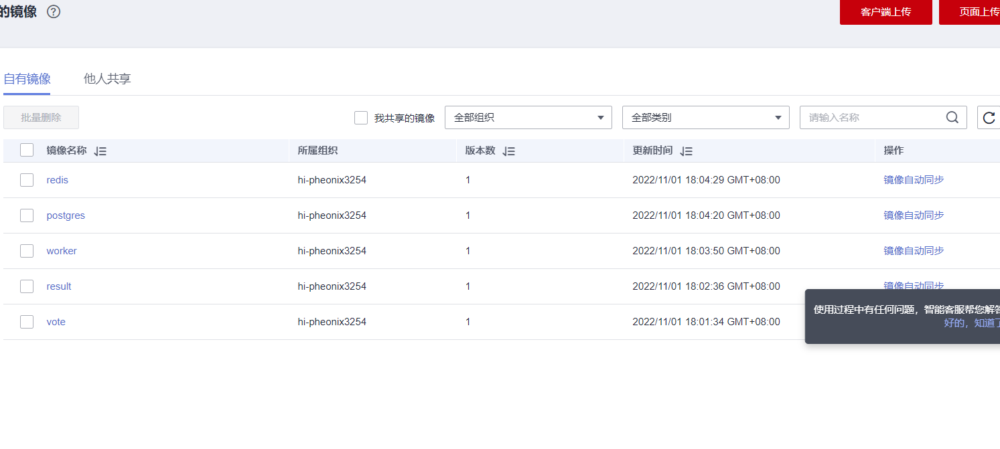 的镜像
客户端上传 页面上传
自有镜像 他人共享
批量删除 我共享的镜像 全部组织 全部类别 请输入名称
镜像名称 所属组织 版本数 更新时间 操作
redis hi-pheonix3254 1 2022/11/01 18:04:29 GMT+08:00 镜像自动同步
postgres hi-pheonix3254 1 2022/11/01 18:04:20 GMT+08:00 镜像自动同步
worker hi-pheonix3254 1 2022/11/01 18:03:50 GMT+08:00 镜像自动同步
result hi-pheonix3254 1 2022/11/01 18:02:36 GMT+08:00 镜像自动同步
使用过程中有任何问题，智能客服帮您解答
vote hi-pheonix3254 1 2022/11/01 18:01:34 GMT+08:00
好的，知道了